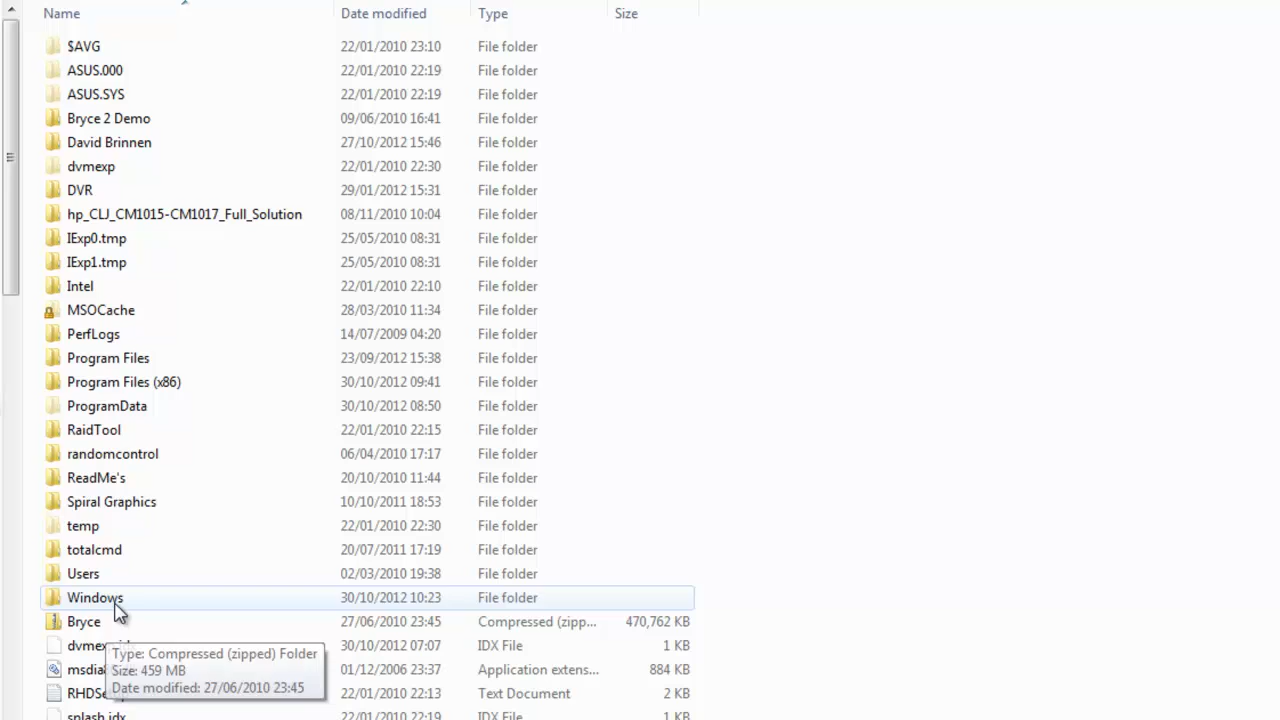 Name Date modified Type Size
$AVG 22/01/2010 23:10 File folder
ASUS.000 22/01/2010 22:19 File folder
ASUS.SYS 22/01/2010 22:19 File folder
Bryce 2 Demo 09/06/2010 16:41 File folder
David Brinnen 27/10/2012 15:46 File folder
dvmexp 22/01/2010 22:30 File folder
DVR 29/01/2012 15:31 File folder
hp_CLJ_CM1015-CM1017_Full_Solution 08/11/2010 10:04 File folder
IExp0.tmp 25/05/2010 08:31 File folder
IExp1.tmp 25/05/2010 08:31 File folder
Intel 22/01/2010 22:10 File folder
MSOCache 28/03/2010 11:34 File folder
PerfLogs 14/07/2009 04:20 File folder
Program Files 23/09/2012 15:38 File folder
Program Files (x86) 30/10/2012 09:41 File folder
ProgramData 30/10/2012 08:50 File folder
RaidTool 22/01/2010 22:15 File folder
randomcontrol 06/04/2010 17:17 File folder
ReadMe's 20/10/2010 11:44 File folder
Spiral Graphics 10/10/2011 18:53 File folder
temp 22/01/2010 22:30 File folder
totalcmd 20/07/2011 17:19 File folder
Users 02/03/2010 19:38 File folder
Windows 30/10/2012 10:23 File folder
Bryce 27/06/2010 23:45 Compressed (zipp... 470,762 KB
30/10/2012 07:07 IDX File 1 KB
Type: Compressed (zipped) Folder
Size: 459 MB
Date modified: 27/06/2010 23:45
01/12/2006 23:37 Application extens... 884 KB
22/01/2010 22:13 Text Document 2 KB
splash.idx 22/01/2010 22:19 IDX File 1 KB